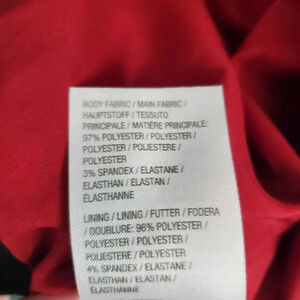 BODY FABRIC / MAIN FABRIC /
HAUPTSTOFF / TESSUTO
PRINCIPALE / MATIÈRE PRINCIPALE:
97% POLYESTER / POLYESTER /
POLYESTER / POLIESTERE /
POLYESTER
3% SPANDEX / ELASTANE /
ELASTHAN / ELASTAN /
ELASTHANNE
LINING / LINING / FUTTER / FODERA
/ DOUBLURE: 96% POLYESTER /
POLYESTER / POLYESTER /
POLIESTERE / POLYESTER
4% SPANDEX / ELASTANE /
ELASTHAN / ELASTAN /
ELASTHANNE